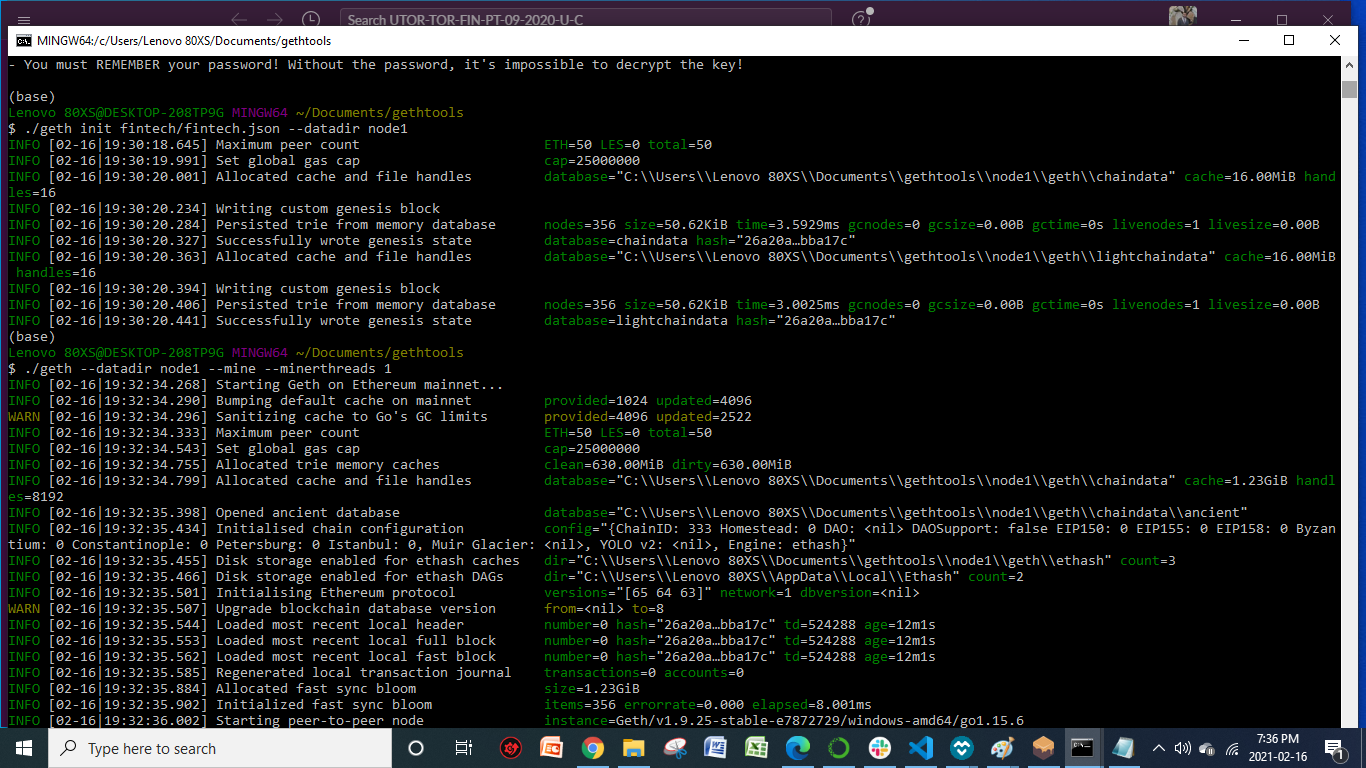 Search UTOR-TOR-FIN-PT-09-2020-U-C
MINGW64:/c/Users/Lenovo 80XS/Documents/gethtools
- You must REMEMBER your password! Without the password, it's impossible to decrypt the key!
(base)
Lenovo 80XS@DESKTOP-208TP9G MINGW64 ~/Documents/gethtools
$ ./geth init fintech/fintech.json --datadir node1
INFO [02-16|19:30:18.645] Maximum peer count ETH=50 LES=0 total=50
INFO [02-16|19:30:19.991] Set global gas cap cap=25000000
INFO [02-16|19:30:20.001] Allocated cache and file handles database="C:\\Users\\Lenovo 80XS\\Documents\\gethtools\\node1\\geth\\chaindata" cache=16.00MiB hand
les=16
INFO [02-16|19:30:20.234] Writing custom genesis block
INFO [02-16|19:30:20.284] Persisted trie from memory database nodes=356 size=50.62KiB time=3.5929ms gcnodes=0 gcsize=0.00B gctime=0s livenodes=1 livesize=0.00B
INFO [02-16|19:30:20.327] Successfully wrote genesis state database=chaindata hash="26a20a…bba17c"
INFO [02-16|19:30:20.363] Allocated cache and file handles database="C:\\Users\\Lenovo 80XS\\Documents\\gethtools\\node1\\geth\\lightchaindata" cache=16.00MiB
handles=16
INFO [02-16|19:30:20.394] Writing custom genesis block
INFO [02-16|19:30:20.406] Persisted trie from memory database nodes=356 size=50.62KiB time=3.0025ms gcnodes=0 gcsize=0.00B gctime=0s livenodes=1 livesize=0.00B
INFO [02-16|19:30:20.441] Successfully wrote genesis state database=lightchaindata hash="26a20a…bba17c"
(base)
Lenovo 80XS@DESKTOP-208TP9G MINGW64 ~/Documents/gethtools
$ ./geth --datadir node1 --mine --minerthreads 1
INFO [02-16|19:32:34.268] Starting Geth on Ethereum mainnet...
INFO [02-16|19:32:34.290] Bumping default cache on mainnet provided=1024 updated=4096
WARN [02-16|19:32:34.296] Sanitizing cache to Go's GC limits provided=4096 updated=2522
INFO [02-16|19:32:34.333] Maximum peer count ETH=50 LES=0 total=50
INFO [02-16|19:32:34.543] Set global gas cap cap=25000000
INFO [02-16|19:32:34.755] Allocated trie memory caches clean=630.00MiB dirty=630.00MiB
INFO [02-16|19:32:34.799] Allocated cache and file handles database="C:\\Users\\Lenovo 80XS\\Documents\\gethtools\\node1\\geth\\chaindata" cache=1.23GiB handl
es=8192
INFO [02-16|19:32:35.398] Opened ancient database database="C:\\Users\\Lenovo 80XS\\Documents\\gethtools\\node1\\geth\\chaindata\\ancient"
INFO [02-16|19:32:35.434] Initialised chain configuration config="{ChainID: 333 Homestead: 0 DAO: <nil> DAOSupport: false EIP150: 0 EIP155: 0 EIP158: 0 Byzan
tium: 0 Constantinople: 0 Petersburg: 0 Istanbul: 0, Muir Glacier: <nil>, YOLO v2: <nil>, Engine: ethash}"
INFO [02-16|19:32:35.455] Disk storage enabled for ethash caches dir="C:\\Users\\Lenovo 80XS\\Documents\\gethtools\\node1\\geth\\ethash" count=3
INFO [02-16|19:32:35.466] Disk storage enabled for ethash DAGs dir="C:\\Users\\Lenovo 80XS\\AppData\\Local\\Ethash" count=2
INFO [02-16|19:32:35.501] Initialising Ethereum protocol versions="[65 64 63]" network=1 dbversion=<nil>
WARN [02-16|19:32:35.507] Upgrade blockchain database version from=<nil> to=8
INFO [02-16|19:32:35.544] Loaded most recent local header number=0 hash="26a20a…bba17c" td=524288 age=12m1s
INFO [02-16|19:32:35.553] Loaded most recent local full block number=0 hash="26a20a…bba17c" td=524288 age=12m1s
INFO [02-16|19:32:35.562] Loaded most recent local fast block number=0 hash="26a20a…bba17c" td=524288 age=12m1s
INFO [02-16|19:32:35.585] Regenerated local transaction journal transactions=0 accounts=0
INFO [02-16|19:32:35.884] Allocated fast sync bloom size=1.23GiB
INFO [02-16|19:32:35.902] Initialized fast sync bloom items=356 errorrate=0.000 elapsed=8.001ms
INFO [02-16|19:32:36.002] Starting peer-to-peer node instance=Geth/v1.9.25-stable-e7872729/windows-amd64/go1.15.6
Type here to search
7:36 PM
2021-02-16
1